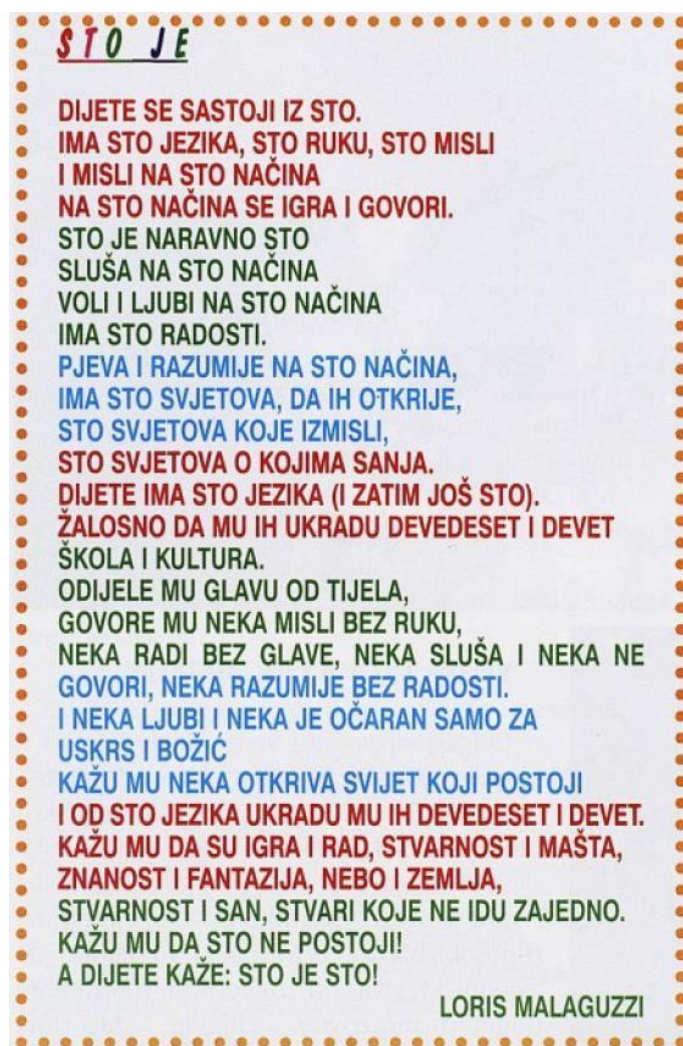 STO JE
DIJETE SE SASTOJI IZ STO.
IMA STO JEZIKA, STO RUKU, STO MISLI
I MISLI NA STO NAČINA
NA STO NAČINA SE IGRA I GOVORI.
STO JE NARAVNO STO
SLUŠA NA STO NAČINA
VOLI I LJUBI NA STO NAČINA
IMA STO RADOSTI.
PJEVA I RAZUMIJE NA STO NAČINA,
IMA STO SVJETOVA, DA IH OTKRIJE,
STO SVJETOVA KOJE IZMISLI,
STO SVJETOVA O KOJIMA SANJA.
DIJETE IMA STO JEZIKA (I ZATIM JOŠ STO).
ŽALOSNO DA MU IH UKRADU DEVEDESET I DEVET
ŠKOLA I KULTURA.
ODIJELE MU GLAVU OD TIJELA,
GOVORE MU NEKA MISLI BEZ RUKU,
NEKA RADI BEZ GLAVE, NEKA SLUŠA I NEKA NE
GOVORI, NEKA RAZUMIJE BEZ RADOSTI.
I NEKA LJUBI I NEKA JE OČARAN SAMO ZA
USKRS I BOŽIĆ
KAŽU MU NEKA OTKRIVA SVIJET KOJI POSTOJI
I OD STO JEZIKA UKRADU MU IH DEVEDESET I DEVET.
KAŽU MU DA SU IGRA I RAD, STVARNOST I MAŠTA,
ZNANOST I FANTAZIJA, NEBO I ZEMLJA,
STVARNOST I SAN, STVARI KOJE NE IDU ZAJEDNO.
KAŽU MU DA STO NE POSTOJI!
A DIJETE KAŽE: STO JE STO!
LORIS MALAGUZZI